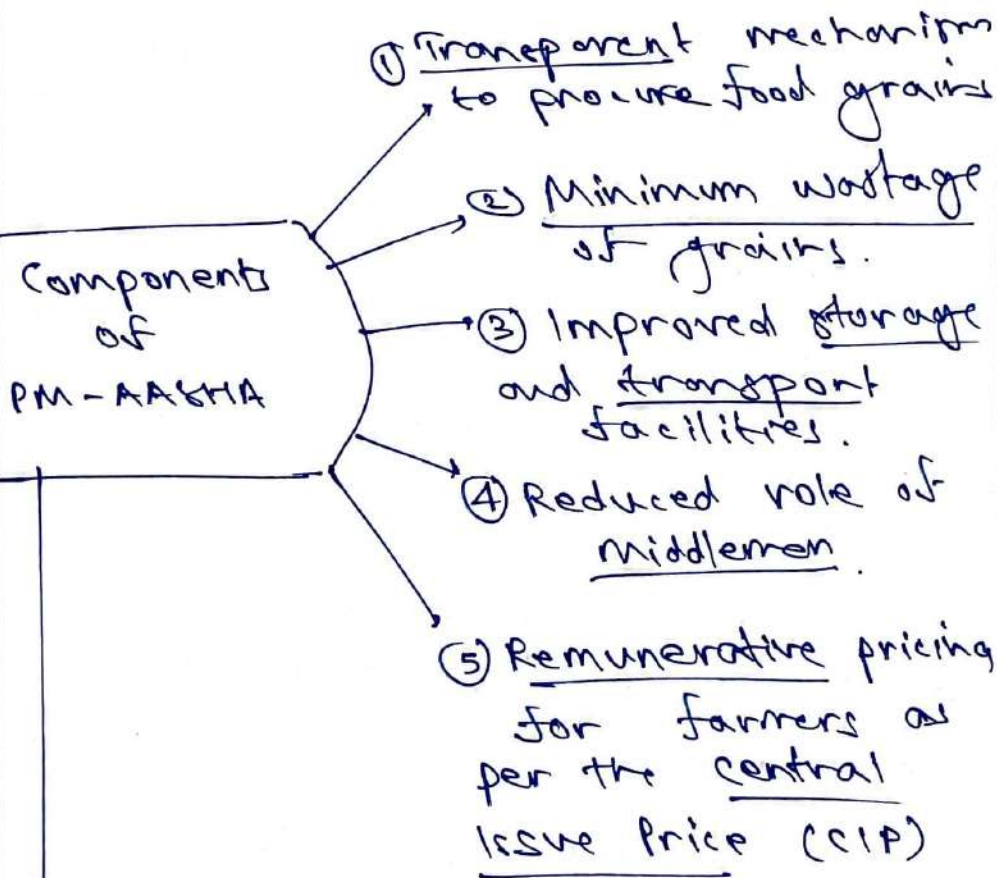 Components
of
PM-AASHA
① Transparent mechanism
to procure food grains
② Minimum wastage
of grains.
③ Improved storage
and transport
facilities.
④ Reduced role of
Middlemen.
⑤ Remunerative pricing
for farmers as
per the central
Issue Price (CIP)